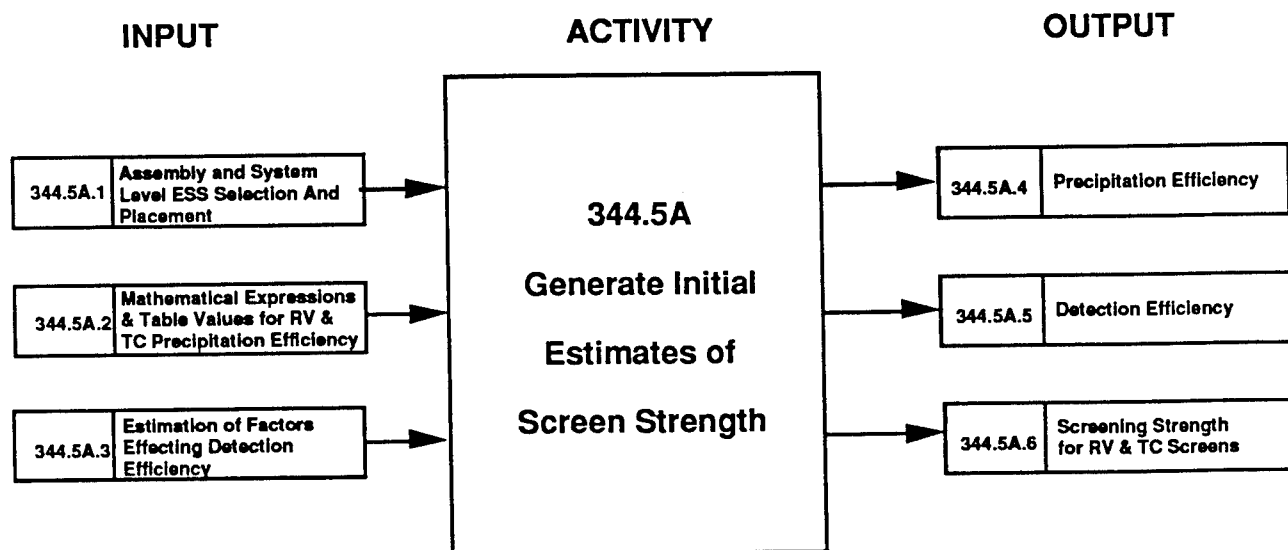 INPUT
ACTIVITY
OUTPUT
344.5A.1
Assembly and System
Level ESS Selection And
Placement
344.5A.2
Mathematical Expressions
& Table Values for RV &
TC Precipitation Efficiency
344.5A.3
Estimation of Factors
Effecting Detection
Efficiency
344.5A
Generate Initial
Estimates of
Screen Strength
344.5A.4
Precipitation Efficiency
344.5A.5
Detection Efficiency
344.5A.6
Screening Strength
for RV & TC Screens